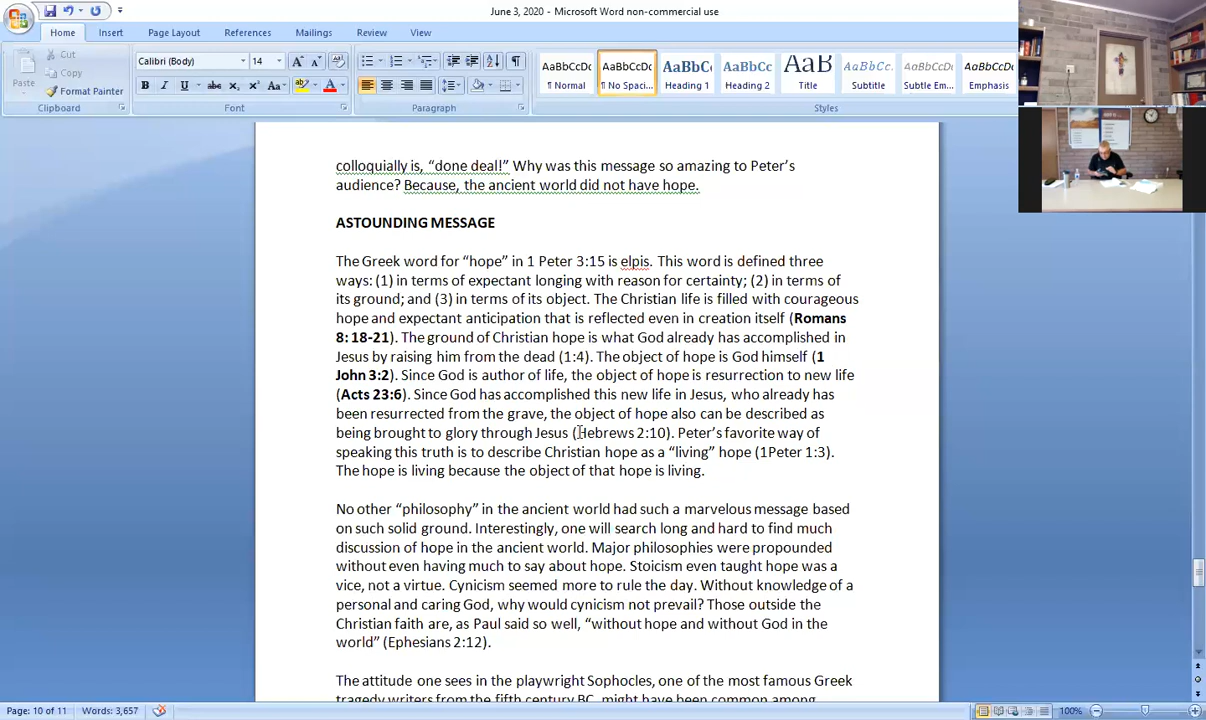 June 3, 2020 - Microsoft Word non-commercial use
Home Insert Page Layout References Mailings Review View
Cut
Copy
Paste
Format Painter
Calibri (Body) 14
AaBbCcDc AaBbCcDc AaBbC AaBbCc AaB AaBbCcL AaBbCcDc AaBbCcDc
¶ Normal ¶ No Spaci... Heading 1 Heading 2 Title Subtitle Subtle Em... Emphasis
Clipboard Font Paragraph Styles
colloquially is, “done deal!” Why was this message so amazing to Peter’s
audience? Because, the ancient world did not have hope.
ASTOUNDING MESSAGE
The Greek word for “hope” in 1 Peter 3:15 is elpis. This word is defined three
ways: (1) in terms of expectant longing with reason for certainty; (2) in terms of
its ground; and (3) in terms of its object. The Christian life is filled with courageous
hope and expectant anticipation that is reflected even in creation itself (Romans
8: 18-21). The ground of Christian hope is what God already has accomplished in
Jesus by raising him from the dead (1:4). The object of hope is God himself (1
John 3:2). Since God is author of life, the object of hope is resurrection to new life
(Acts 23:6). Since God has accomplished this new life in Jesus, who already has
been resurrected from the grave, the object of hope also can be described as
being brought to glory through Jesus (Hebrews 2:10). Peter’s favorite way of
speaking this truth is to describe Christian hope as a “living” hope (1Peter 1:3).
The hope is living because the object of that hope is living.
No other “philosophy” in the ancient world had such a marvelous message based
on such solid ground. Interestingly, one will search long and hard to find much
discussion of hope in the ancient world. Major philosophies were propounded
without even having much to say about hope. Stoicism even taught hope was a
vice, not a virtue. Cynicism seemed more to rule the day. Without knowledge of a
personal and caring God, why would cynicism not prevail? Those outside the
Christian faith are, as Paul said so well, “without hope and without God in the
world” (Ephesians 2:12).
The attitude one sees in the playwright Sophocles, one of the most famous Greek
tragedy writers from the fifth century BC, might have been common among
Page: 10 of 11 Words: 3,657 100%